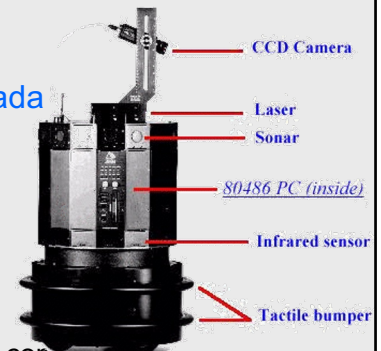 CCD Camera
ada
Laser
Sonar
80486 PC (inside)
Infrared sensor
Tactile bumper